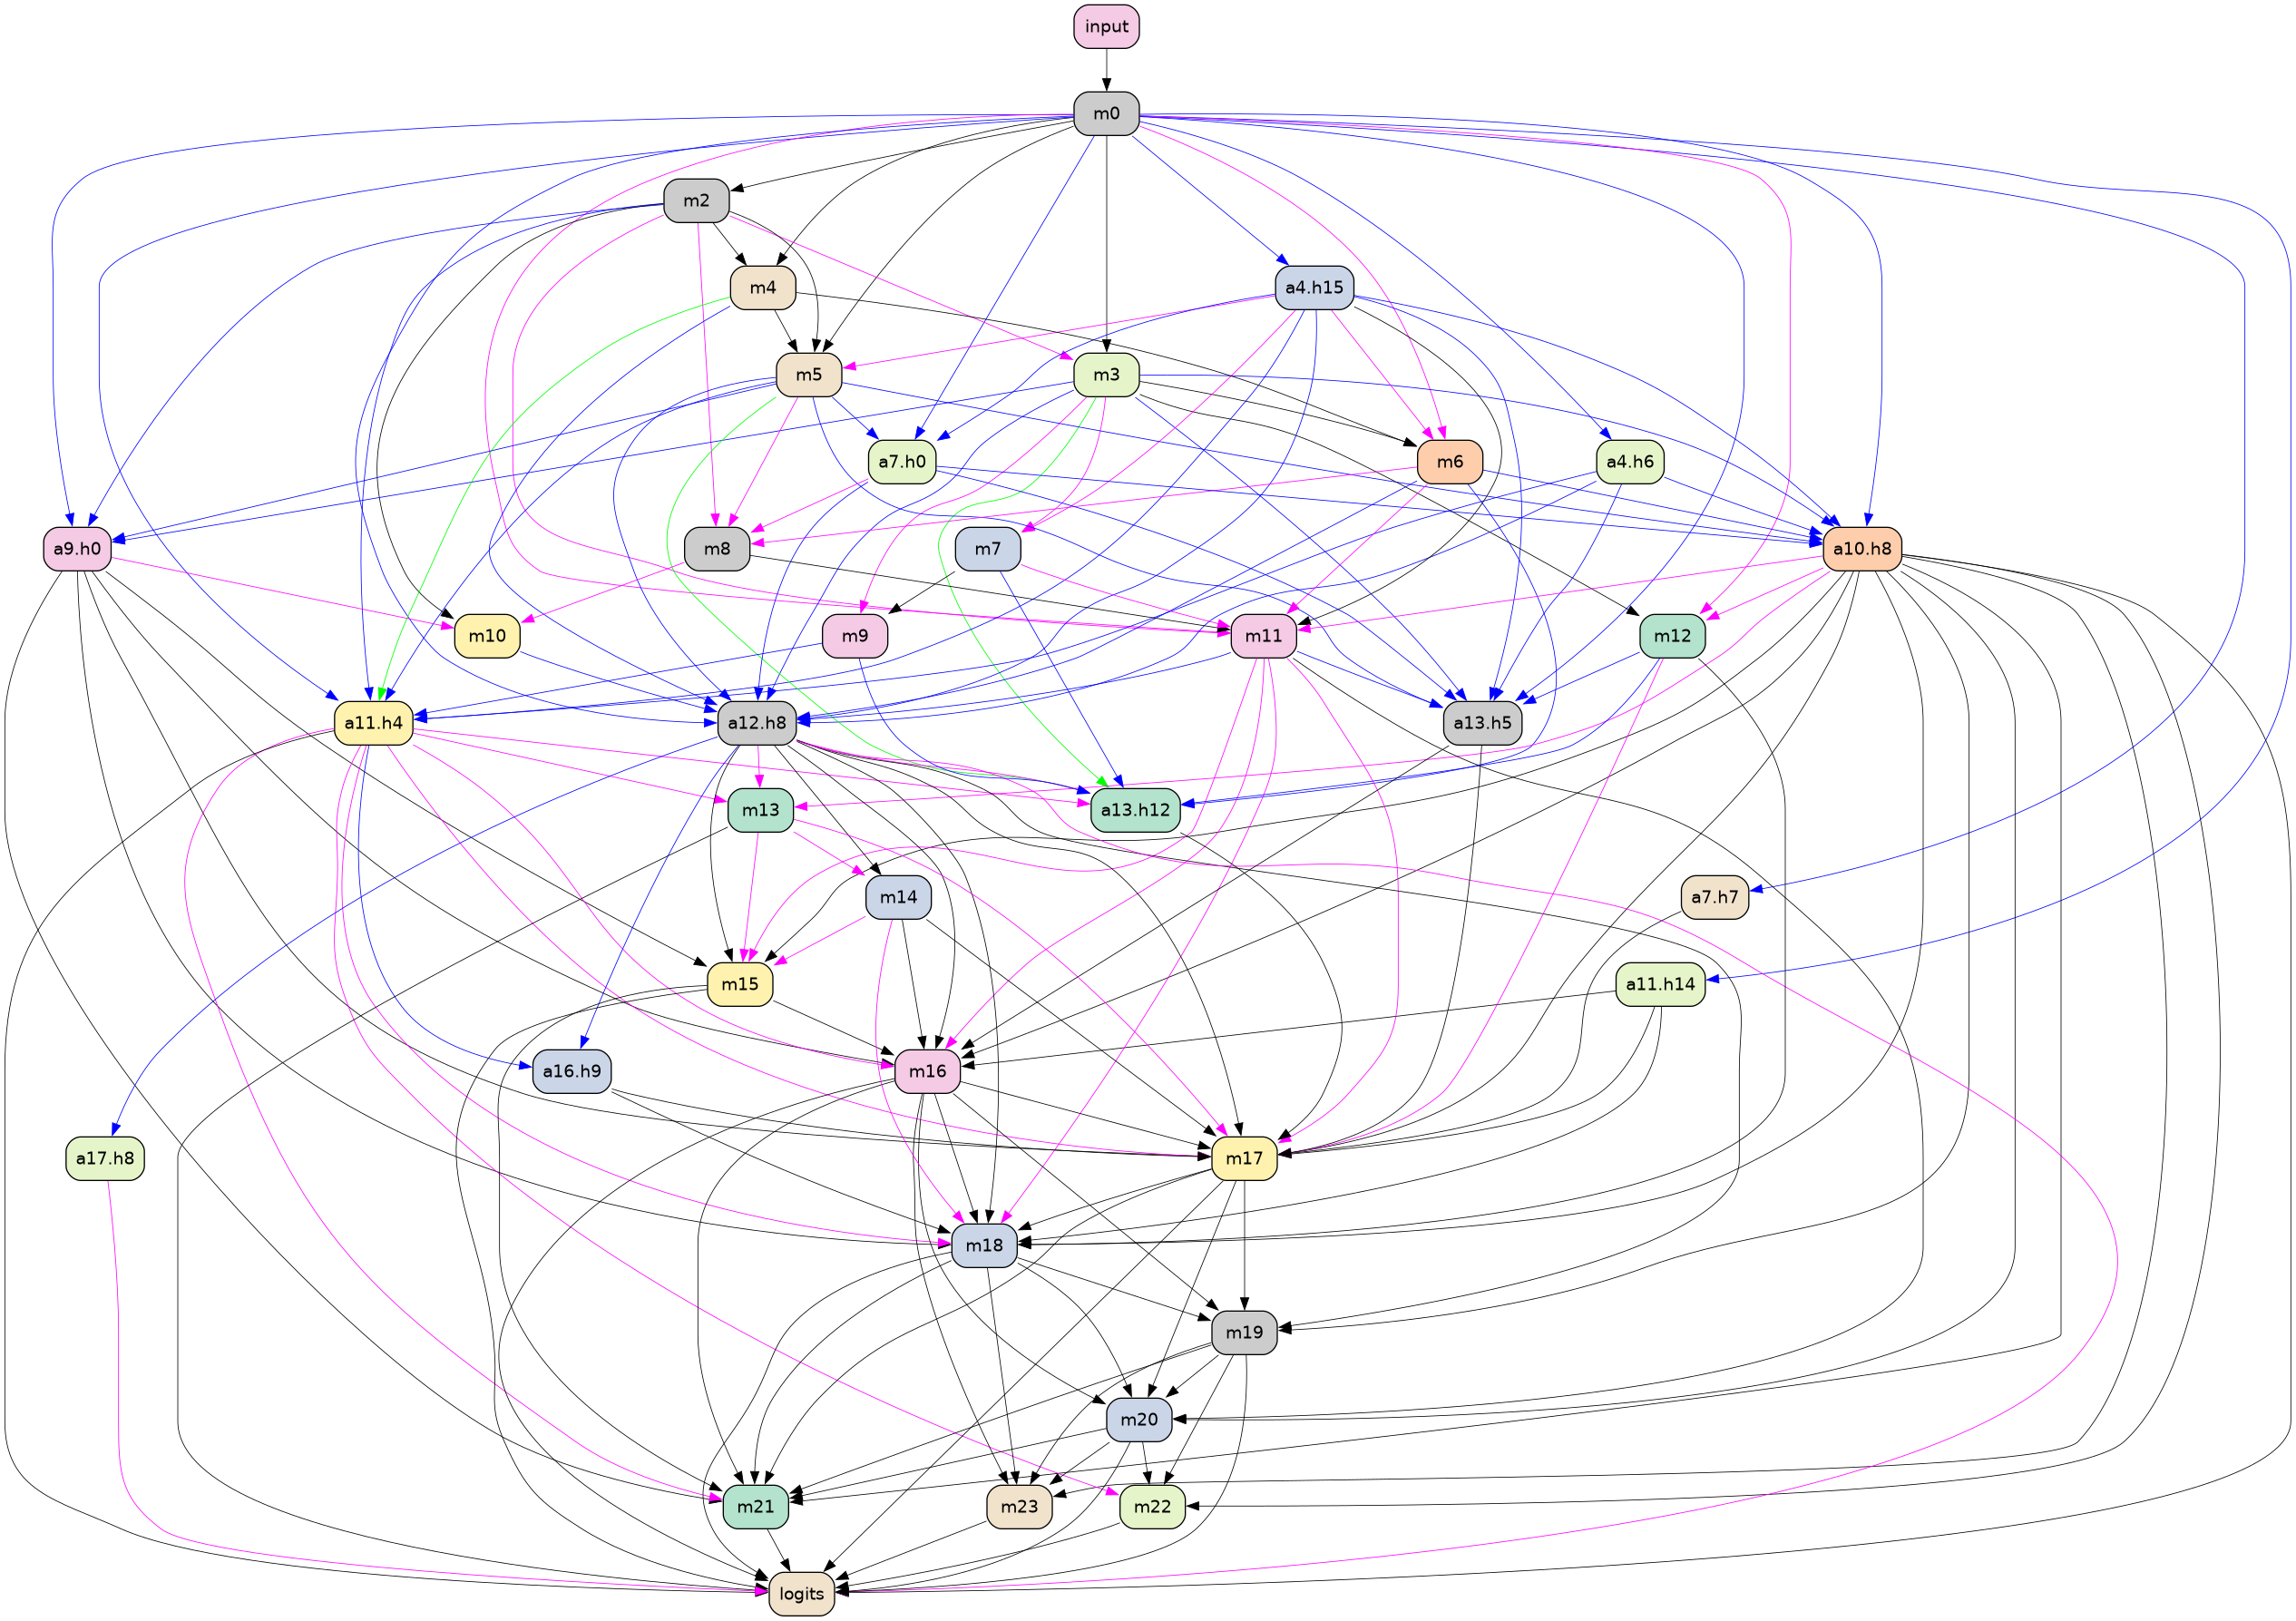 input
m0
m2
m4 a4.h15
m5 m3
a7.h0 m6 a4.h6
a9.h0 m8 m7 a10.h8
m10 m9 m11 m12
a11.h4 a12.h8 a13.h5
m13 a13.h12
m14 a7.h7
m15 a11.h14
a16.h9 m16
a17.h8 m17
m18
m19
m20
m21 m23 m22
logits